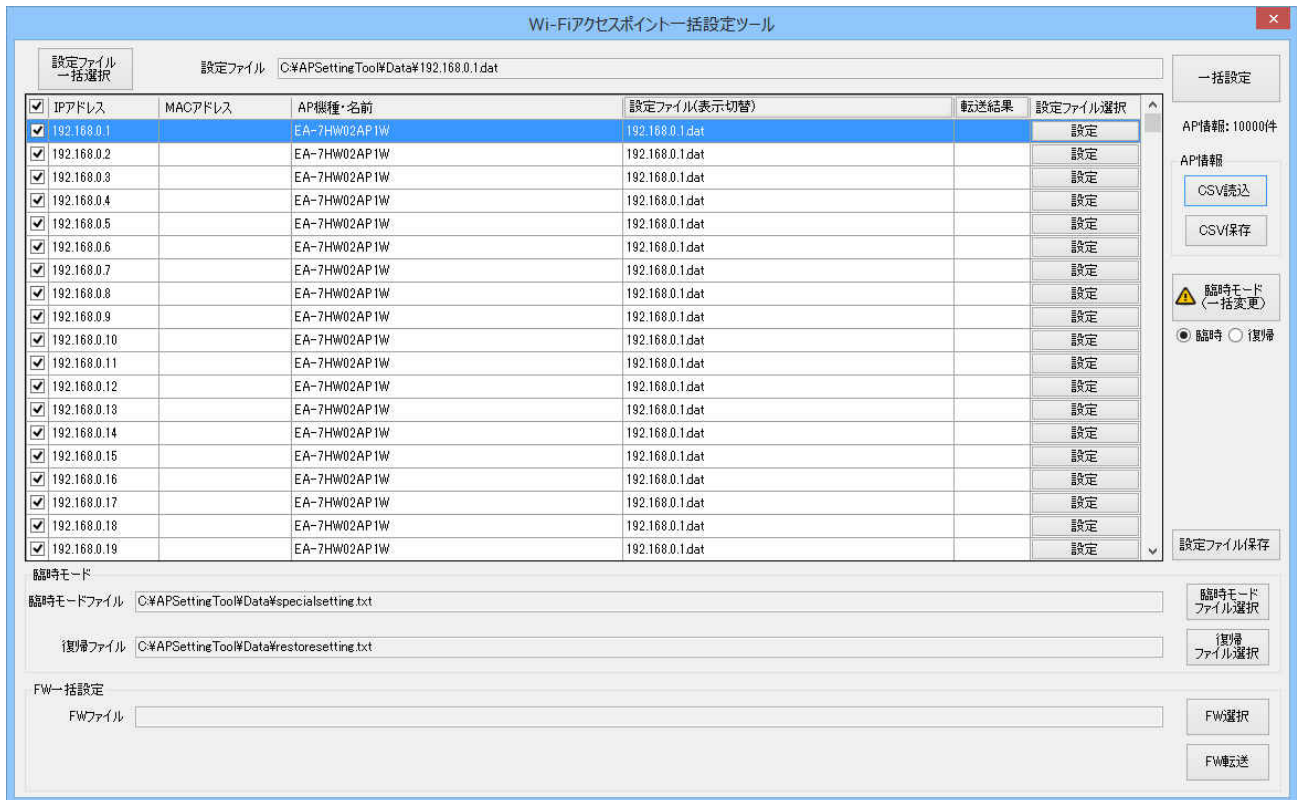 Wi-Fiアクセスポイント一括設定ツール
設定ファイル
一括選択
設定ファイル C:¥APSettingTool¥Data¥192.168.0.1.dat
一括設定
IPアドレス MACアドレス AP機種・名前 設定ファイル(表示切替) 転送結果 設定ファイル選択
192.168.0.1 EA-7HW02AP1W 192.168.0.1.dat 設定
192.168.0.2 EA-7HW02AP1W 192.168.0.1.dat 設定
192.168.0.3 EA-7HW02AP1W 192.168.0.1.dat 設定
192.168.0.4 EA-7HW02AP1W 192.168.0.1.dat 設定
192.168.0.5 EA-7HW02AP1W 192.168.0.1.dat 設定
192.168.0.6 EA-7HW02AP1W 192.168.0.1.dat 設定
192.168.0.7 EA-7HW02AP1W 192.168.0.1.dat 設定
192.168.0.8 EA-7HW02AP1W 192.168.0.1.dat 設定
192.168.0.9 EA-7HW02AP1W 192.168.0.1.dat 設定
192.168.0.10 EA-7HW02AP1W 192.168.0.1.dat 設定
192.168.0.11 EA-7HW02AP1W 192.168.0.1.dat 設定
192.168.0.12 EA-7HW02AP1W 192.168.0.1.dat 設定
192.168.0.13 EA-7HW02AP1W 192.168.0.1.dat 設定
192.168.0.14 EA-7HW02AP1W 192.168.0.1.dat 設定
192.168.0.15 EA-7HW02AP1W 192.168.0.1.dat 設定
192.168.0.16 EA-7HW02AP1W 192.168.0.1.dat 設定
192.168.0.17 EA-7HW02AP1W 192.168.0.1.dat 設定
192.168.0.18 EA-7HW02AP1W 192.168.0.1.dat 設定
192.168.0.19 EA-7HW02AP1W 192.168.0.1.dat 設定
AP情報: 10000件
AP情報
CSV読込
CSV保存
臨時モード
(一括変更)
臨時 復帰
設定ファイル保存
臨時モード
臨時モードファイル C:¥APSettingTool¥Data¥specialsetting.txt
臨時モード
ファイル選択
復帰ファイル C:¥APSettingTool¥Data¥restoresetting.txt
復帰
ファイル選択
FW一括設定
FWファイル
FW選択
FW転送